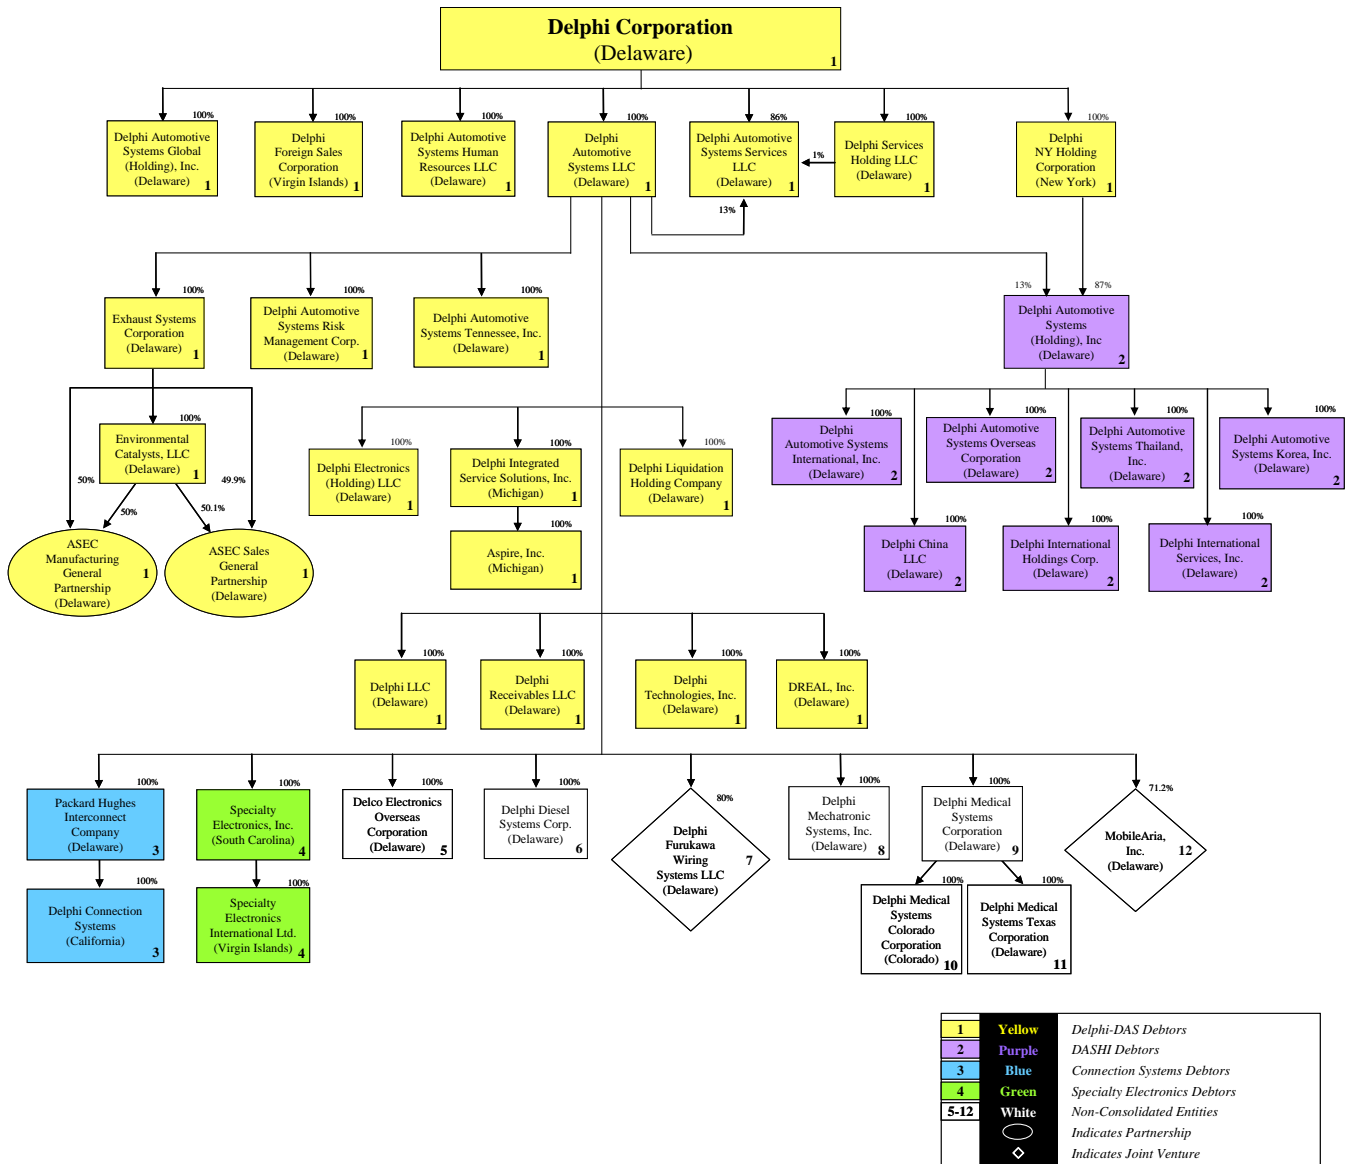 Delphi Corporation
(Delaware)
1
100%
100%
100%
100%
86%
100%
100%
Delphi Automotive
Systems Global
(Holding), Inc.
(Delaware)
1
Delphi
Foreign Sales
Corporation
(Virgin Islands)
1
Delphi Automotive
Systems Human
Resources LLC
(Delaware)
1
Delphi
Automotive
Systems LLC
(Delaware)
1
Delphi Automotive
Systems Services
LLC
(Delaware)
1
1%
Delphi Services
Holding LLC
(Delaware)
1
Delphi
NY Holding
Corporation
(New York)
1
13%
100%
100%
100%
13%
87%
Exhaust Systems
Corporation
(Delaware)
1
Delphi Automotive
Systems Risk
Management Corp.
(Delaware)
1
Delphi Automotive
Systems Tennessee, Inc.
(Delaware)
1
Delphi Automotive
Systems
(Holding), Inc
(Delaware)
2
100%
Environmental
Catalysts, LLC
(Delaware)
1
50%
49.9%
50%
50.1%
ASEC
Manufacturing
General
Partnership
(Delaware)
1
ASEC Sales
General
Partnership
(Delaware)
1
100%
100%
100%
Delphi Electronics
(Holding) LLC
(Delaware)
1
Delphi Integrated
Service Solutions, Inc.
(Michigan)
1
Delphi Liquidation
Holding Company
(Delaware)
1
100%
Aspire, Inc.
(Michigan)
1
100%
100%
100%
100%
Delphi
Automotive Systems
International, Inc.
(Delaware)
2
Delphi Automotive
Systems Overseas
Corporation
(Delaware)
2
Delphi Automotive
Systems Thailand,
Inc.
(Delaware)
2
Delphi Automotive
Systems Korea, Inc.
(Delaware)
2
100%
100%
100%
Delphi China
LLC
(Delaware)
2
Delphi International
Holdings Corp.
(Delaware)
2
Delphi International
Services, Inc.
(Delaware)
2
100%
100%
100%
100%
Delphi LLC
(Delaware)
1
Delphi
Receivables LLC
(Delaware)
1
Delphi
Technologies, Inc.
(Delaware)
1
DREAL, Inc.
(Delaware)
1
100%
100%
100%
100%
80%
100%
100%
71.2%
Packard Hughes
Interconnect
Company
(Delaware)
3
Specialty
Electronics, Inc.
(South Carolina)
4
Delco Electronics
Overseas
Corporation
(Delaware)
5
Delphi Diesel
Systems Corp.
(Delaware)
6
Delphi
Furukawa
Wiring
Systems LLC
(Delaware)
7
Delphi
Mechatronic
Systems, Inc.
(Delaware)
8
Delphi Medical
Systems
Corporation
(Delaware)
9
MobileAria,
Inc.
(Delaware)
12
100%
100%
100%
100%
Delphi Connection
Systems
(California)
3
Specialty
Electronics
International Ltd.
(Virgin Islands)
4
Delphi Medical
Systems
Colorado
Corporation
(Colorado)
10
Delphi Medical
Systems Texas
Corporation
(Delaware)
11
1 Yellow Delphi-DAS Debtors
2 Purple DASHI Debtors
3 Blue Connection Systems Debtors
4 Green Specialty Electronics Debtors
5-12 White Non-Consolidated Entities
Indicates Partnership
Indicates Joint Venture